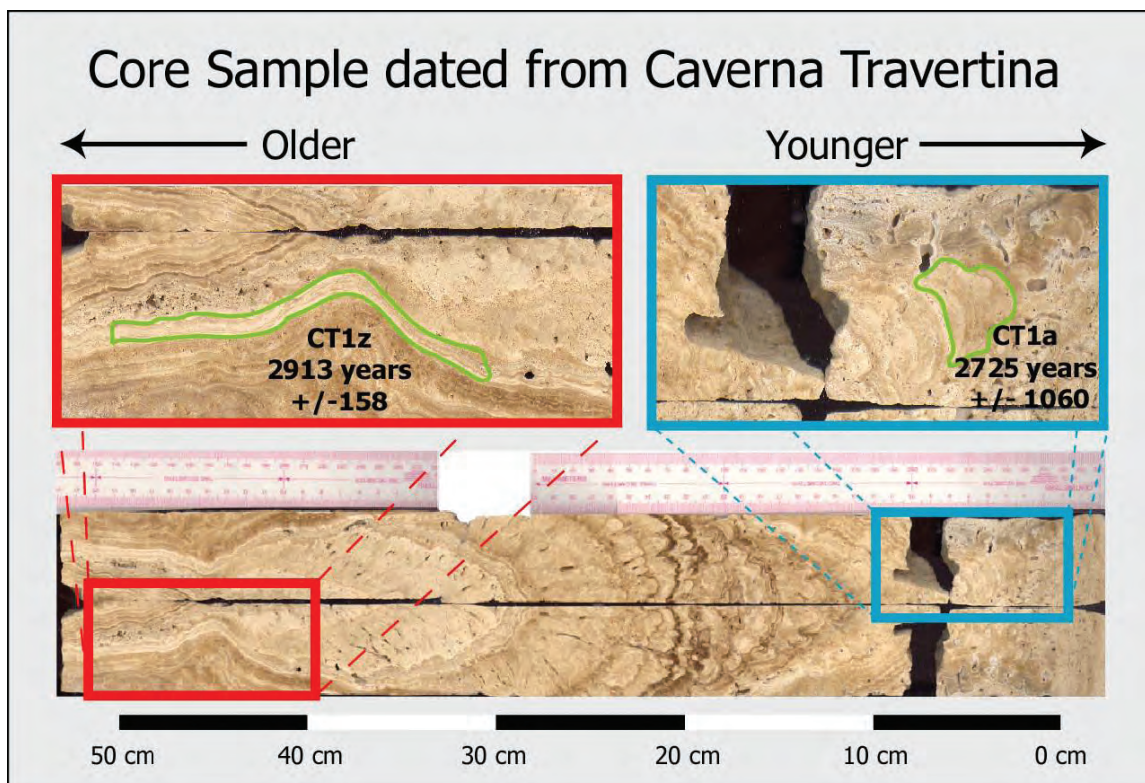 Core Sample dated from Caverna Travertina
Older
Younger
CT1z
2913 years
+/-158
CT1a
2725 years
+/- 1060
50 cm
40 cm
30 cm
20 cm
10 cm
0 cm